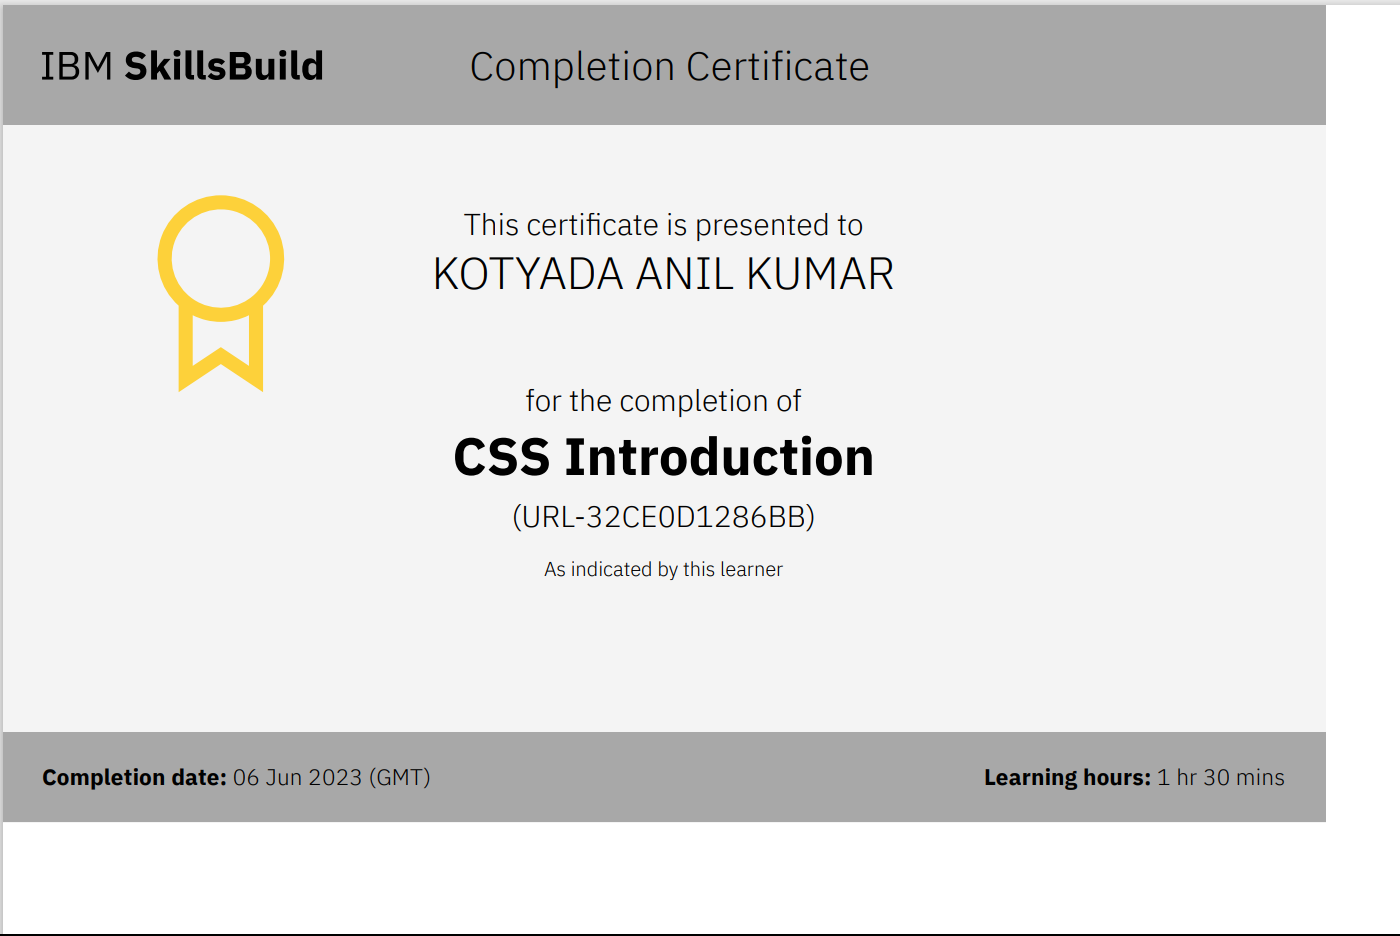 IBM SkillsBuild
Completion Certificate
This certificate is presented to
KOTYADA ANIL KUMAR
for the completion of
CSS Introduction
(URL-32CE0D1286BB)
As indicated by this learner
Completion date: 06 Jun 2023 (GMT)
Learning hours: 1 hr 30 mins